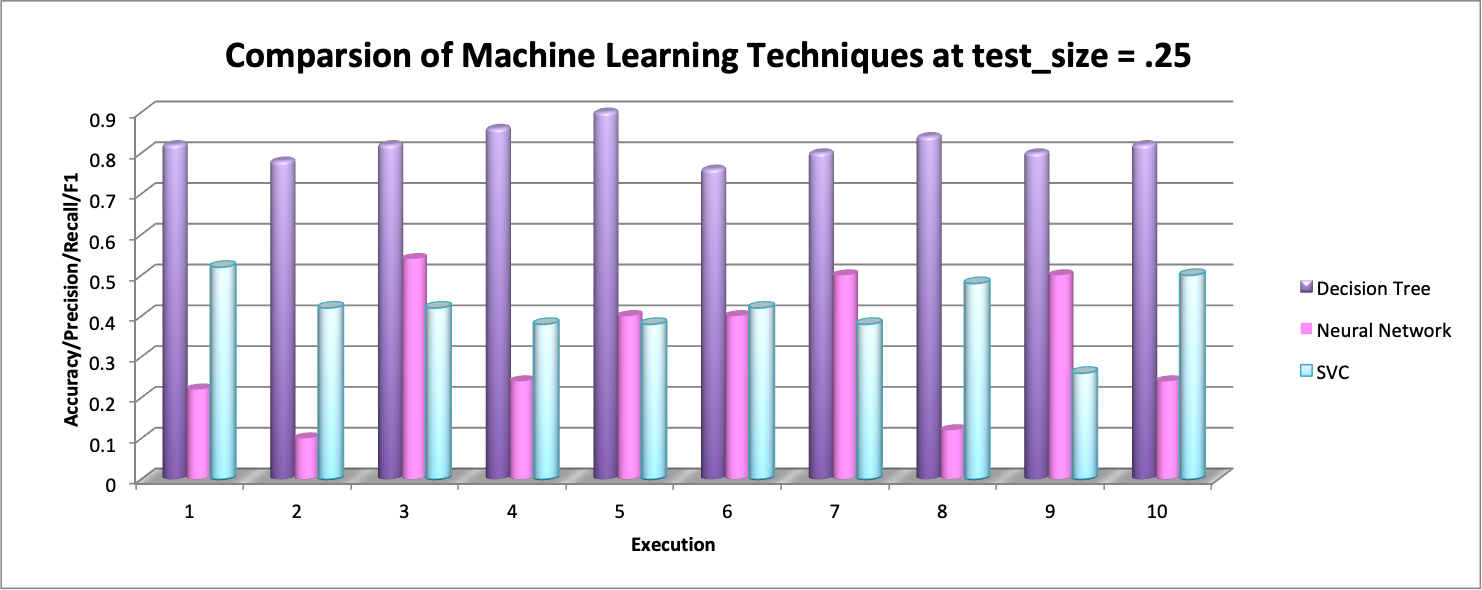 Comparsion of Machine Learning Techniques at test_size = .25
Accuracy/Precision/Recall/F1
0.9
0.8
0.7
0.6
0.5
0.4
0.3
0.2
0.1
0
1 2 3 4 5 6 7 8 9 10
Execution
Decision Tree
Neural Network
SVC